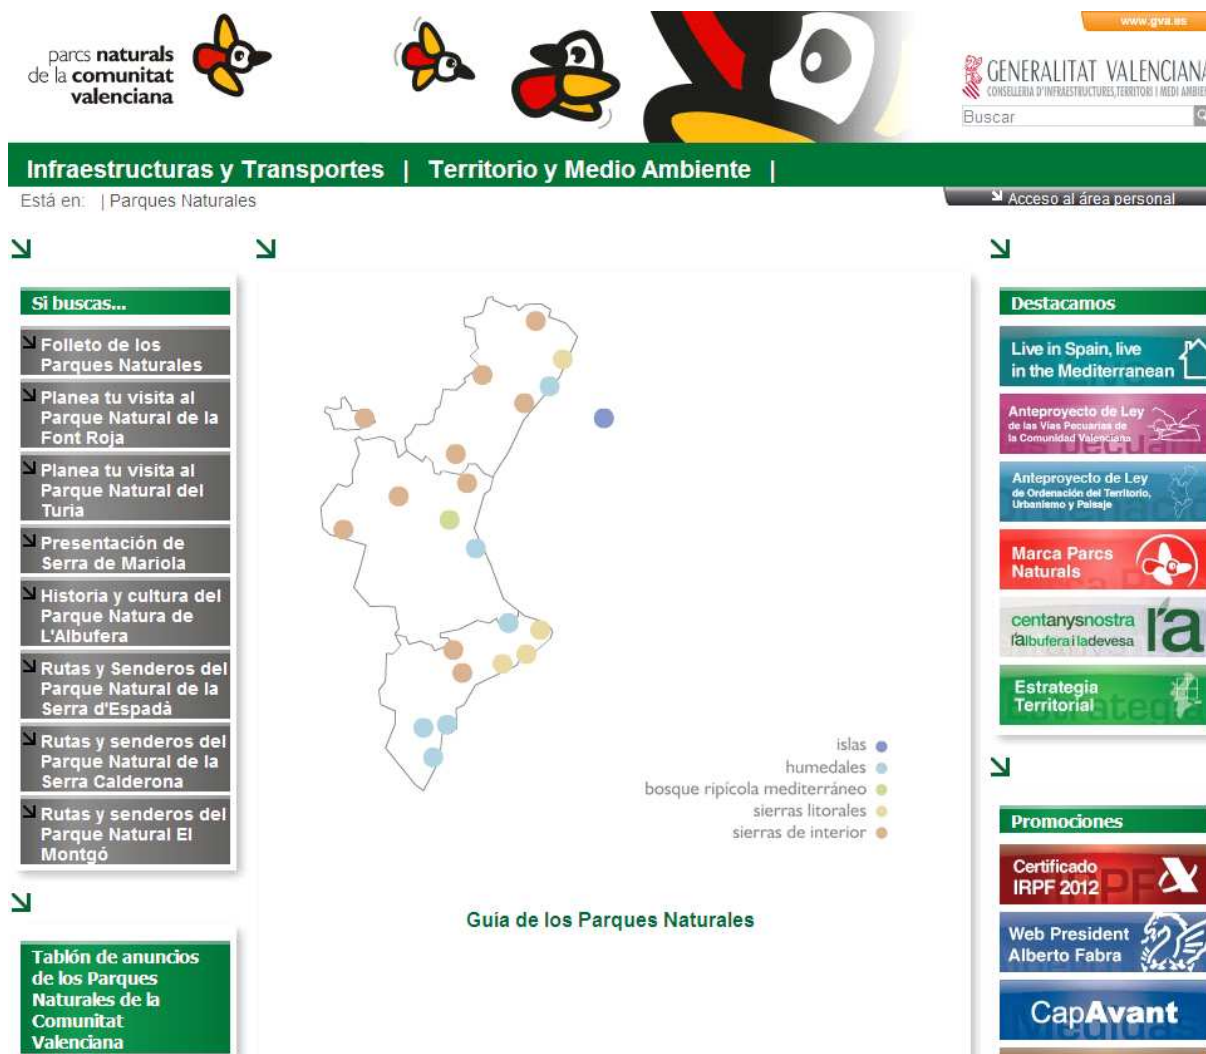 parcs naturals
de la comunitat
valenciana
www.gva.es
GENERALITAT VALENCIANA
CONSELLERIA D'INFRAESTRUCTURES, TERRITORI I MEDI AMBIE
Buscar
Infraestructuras y Transportes | Territorio y Medio Ambiente |
Está en: | Parques Naturales
Acceso al área personal
Si buscas...
Folleto de los
Parques Naturales
Planea tu visita al
Parque Natural de la
Font Roja
Planea tu visita al
Parque Natural del
Turia
Presentación de
Serra de Mariola
Historia y cultura del
Parque Natura de
L'Albufera
Rutas y Senderos del
Parque Natural de la
Serra d'Espadà
Rutas y senderos del
Parque Natural de la
Serra Calderona
Rutas y senderos del
Parque Natural El
Montgó
Tablón de anuncios
de los Parques
Naturales de la
Comunitat
Valenciana
islas
humedales
bosque ripícola mediterráneo
sierras litorales
sierras de interior
Guía de los Parques Naturales
Destacamos
Live in Spain, live
in the Mediterranean
Anteproyecto de Ley
de las Vías Pecuarias de
la Comunidad Valenciana
Anteproyecto de Ley
de Ordenación del Territorio,
Urbanismo y Paisaje
Marca Parcs
Naturals
centanysnostra
l'albuferailadevesa
l'a
Estrategia
Territorial
Promociones
Certificado
IRPF 2012
Web President
Alberto Fabra
CapAvant